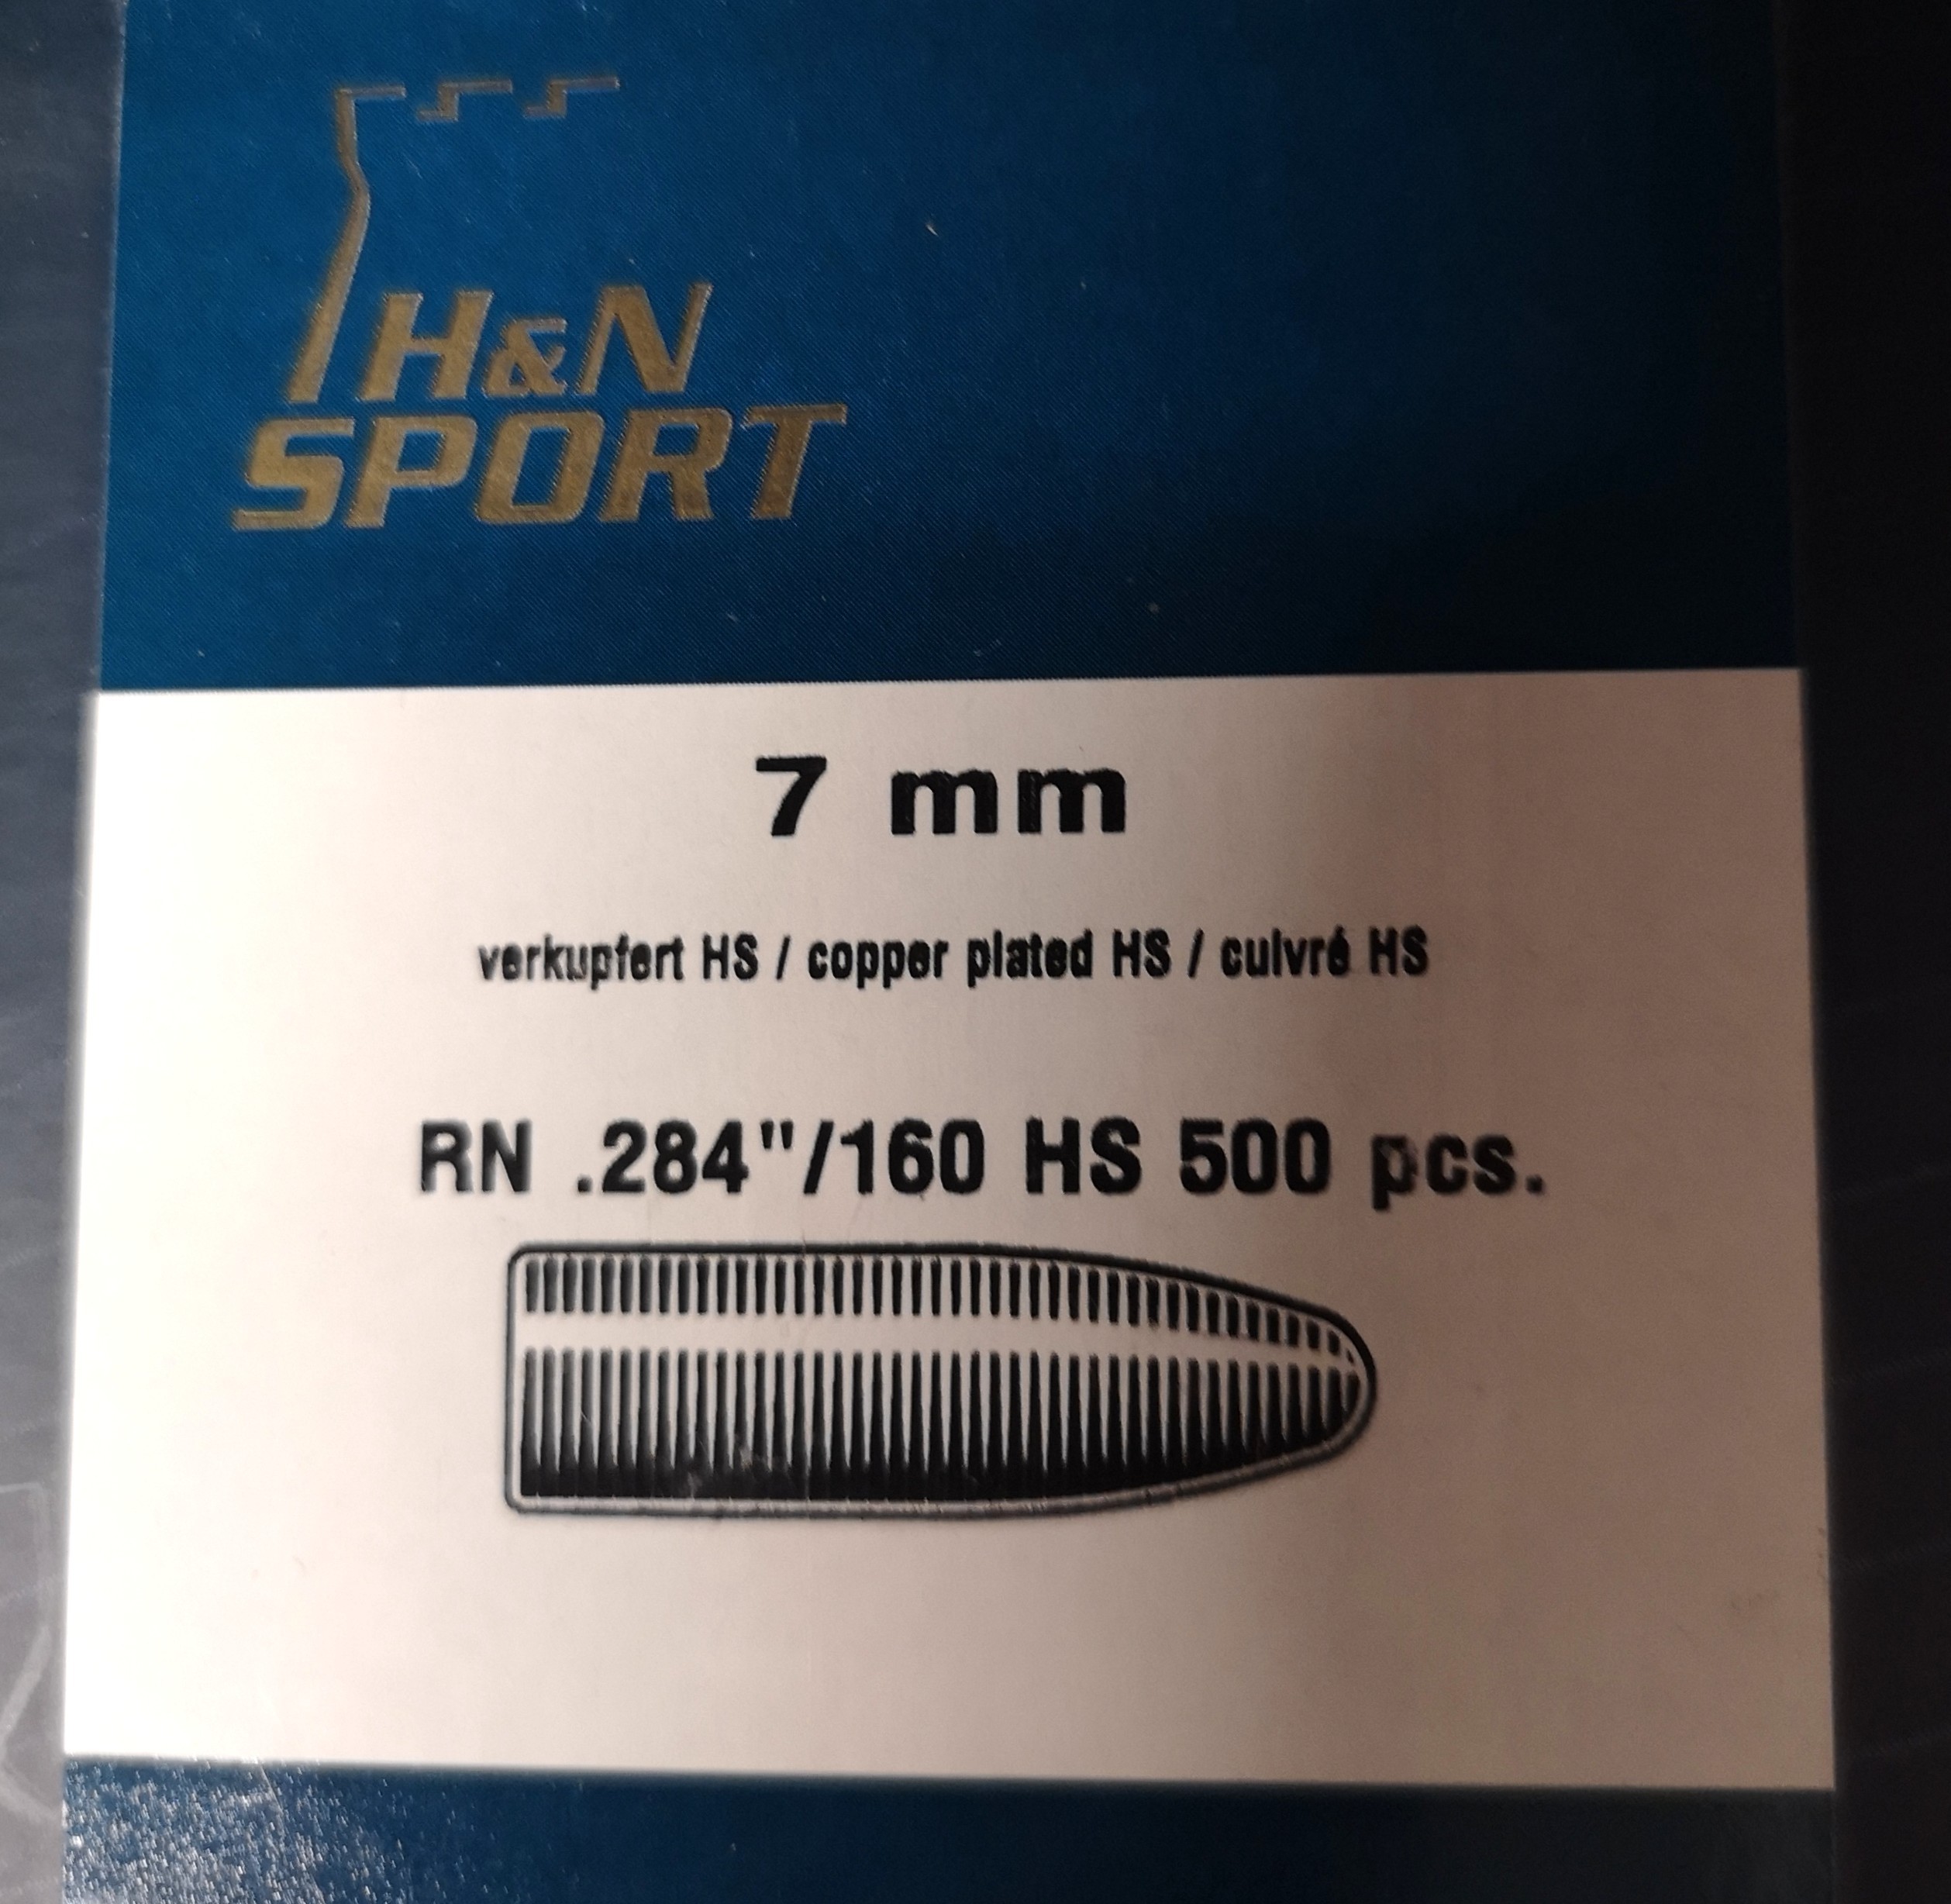 H&N
SPORT
7 mm
verkupfert HS / copper plated HS / cuivré HS
RN .284"/160 HS 500 pcs.